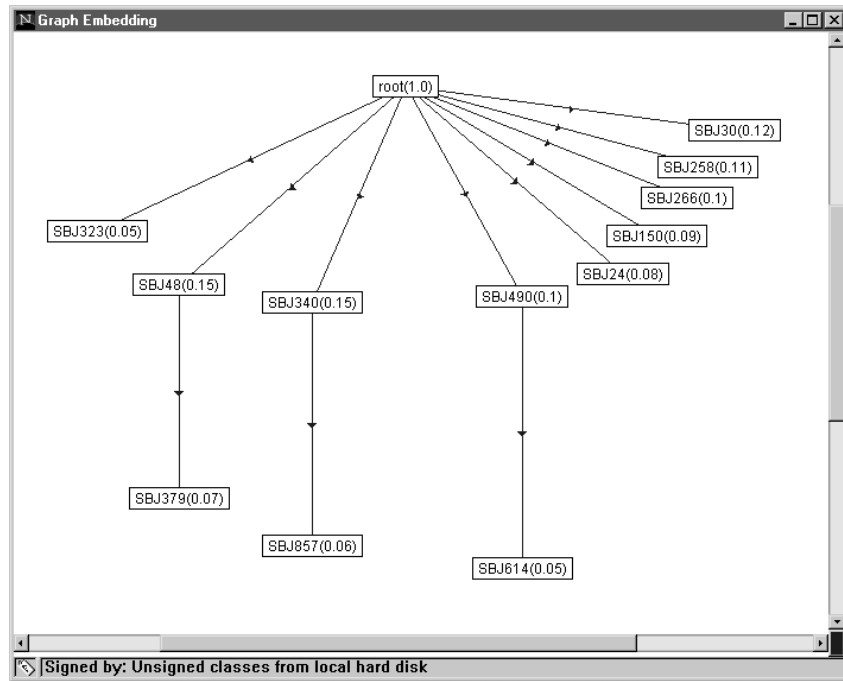 N Graph Embedding
root(1.0)
SBJ30(0.12)
SBJ258(0.11)
SBJ266(0.1)
SBJ150(0.09)
SBJ323(0.05)
SBJ24(0.08)
SBJ48(0.15)
SBJ340(0.15)
SBJ490(0.1)
SBJ379(0.07)
SBJ857(0.06)
SBJ614(0.05)
Signed by: Unsigned classes from local hard disk